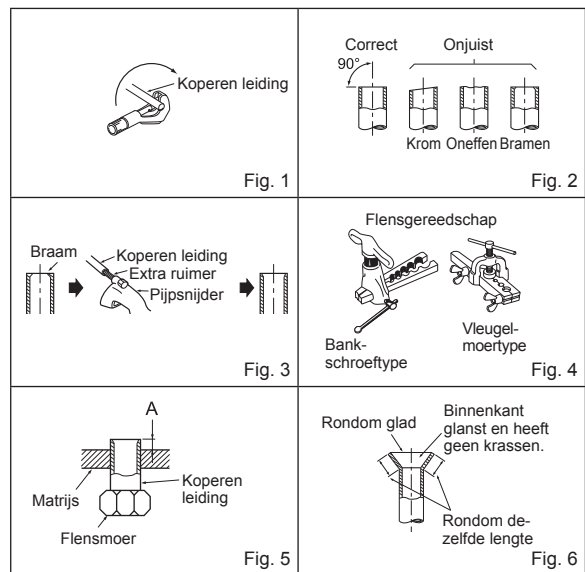 Koperen leiding
Fig. 1
Correct
Onjuist
90°
Krom Oneffen Bramen
Fig. 2
Braam
Koperen leiding
Extra ruimer
Pijpsnijder
Fig. 3
Flensgereedschap
Bank-
schroeftype
Vleugel-
moertype
Fig. 4
A
Koperen
leiding
Matrijs
Flensmoer
Fig. 5
Rondom glad
Binnenkant
glanst en heeft
geen krassen.
Rondom de-
zelfde lengte
Fig. 6